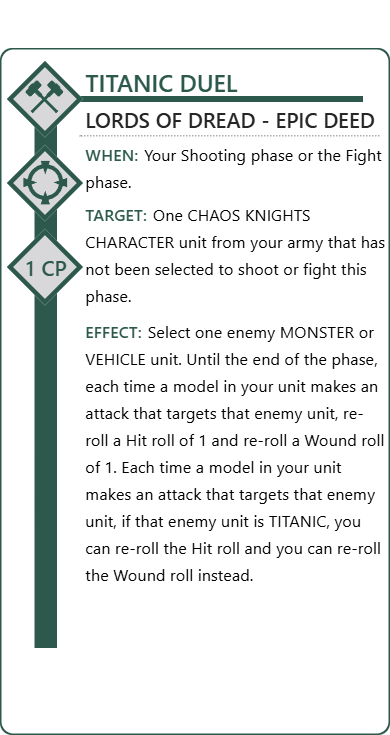 TITANIC DUEL
LORDS OF DREAD - EPIC DEED
WHEN: Your Shooting phase or the Fight
phase.
TARGET: One CHAOS KNIGHTS
CHARACTER unit from your army that has
not been selected to shoot or fight this
phase.
1 CP
EFFECT: Select one enemy MONSTER or
VEHICLE unit. Until the end of the phase,
each time a model in your unit makes an
attack that targets that enemy unit, re-
roll a Hit roll of 1 and re-roll a Wound roll
of 1. Each time a model in your unit
makes an attack that targets that enemy
unit, if that enemy unit is TITANIC, you
can re-roll the Hit roll and you can re-roll
the Wound roll instead.